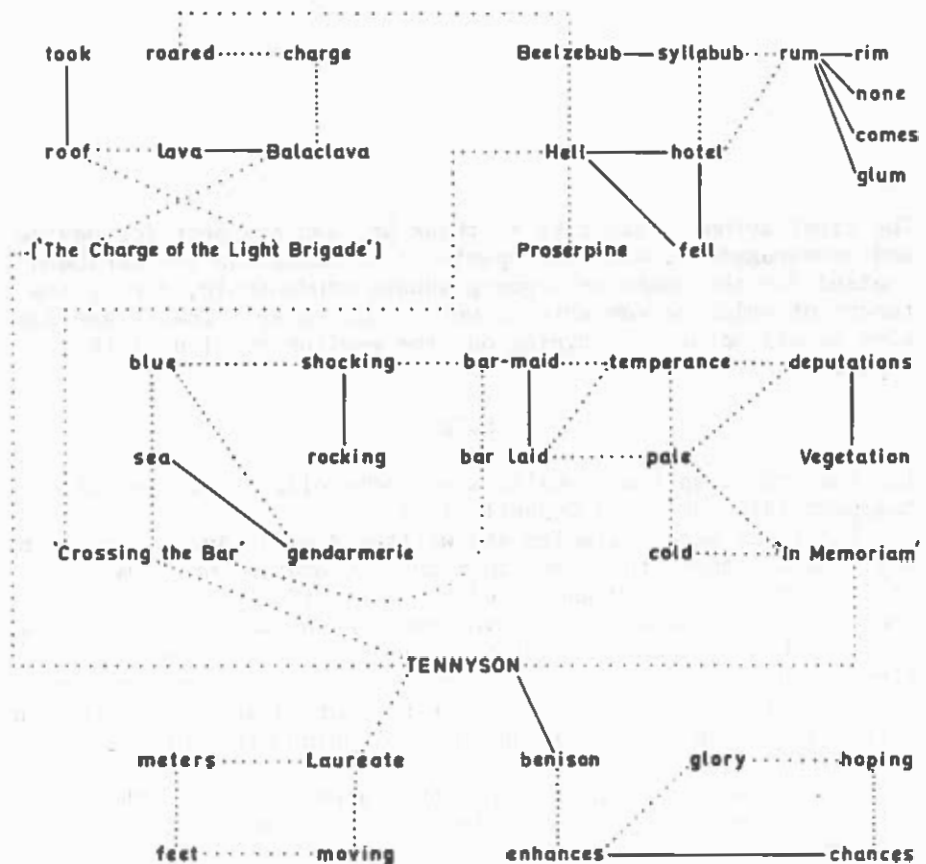 took roared charge Beelzebub syllabub rum rim
none
comes
roof Lava Balaclava Hell hotel
glum
('The Charge of the Light Brigade') Proserpine fell
blue shocking bar-maid temperance deputations
sea rocking bar laid pale Vegetation
'Crossing the Bar' gendarmerie cold 'In Memoriam'
TENNYSON
meters Laureate benison glory hoping
feet moving enhances chances